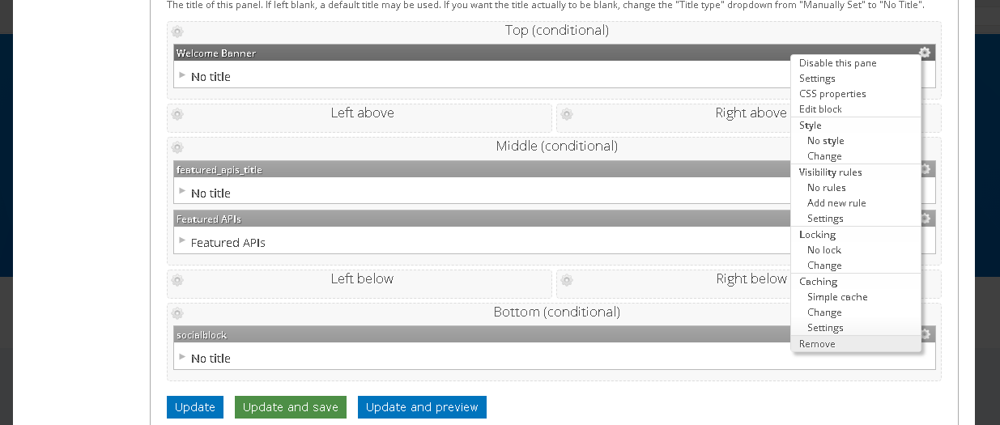 The title of this panel. If left blank, a default title may be used. If you want the title actually to be blank, change the "Title type" dropdown from "Manually Set" to "No Title".
Top (conditional)
Welcome Banner
No title
Left above
Right above
Middle (conditional)
featured_apis_title
No title
Featured APIs
Featured APIs
Left below
Right below
Bottom (conditional)
socialblock
No title
Disable this pane
Settings
CSS properties
Edit block
Style
No style
Change
Visibility rules
No rules
Add new rule
Settings
Locking
No lock
Change
Caching
Simple cache
Change
Settings
Remove
Update
Update and save
Update and preview